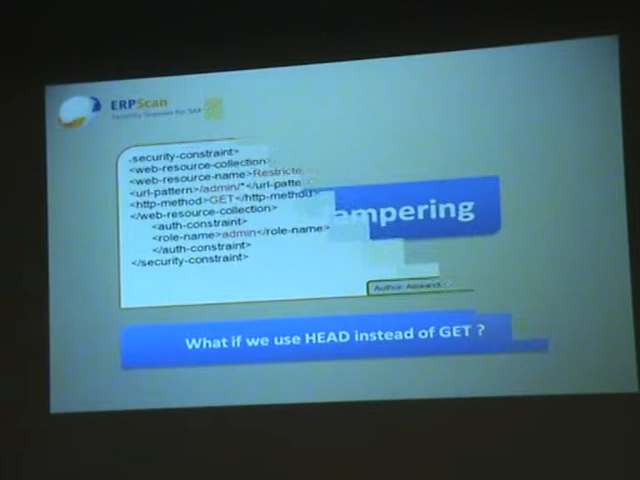 ERPScan
Security Scanner for SAP
<security-constraint>
<web-resource-collection>
<web-resource-name>Restricte
<url-pattern>/admin/*</url-patte
<http-method>GET</http-method>
</web-resource-collection>
<auth-constraint>
<role-name>admin</role-name>
</auth-constraint>
</security-constraint>
ampering
Author
What if we use HEAD instead of GET ?